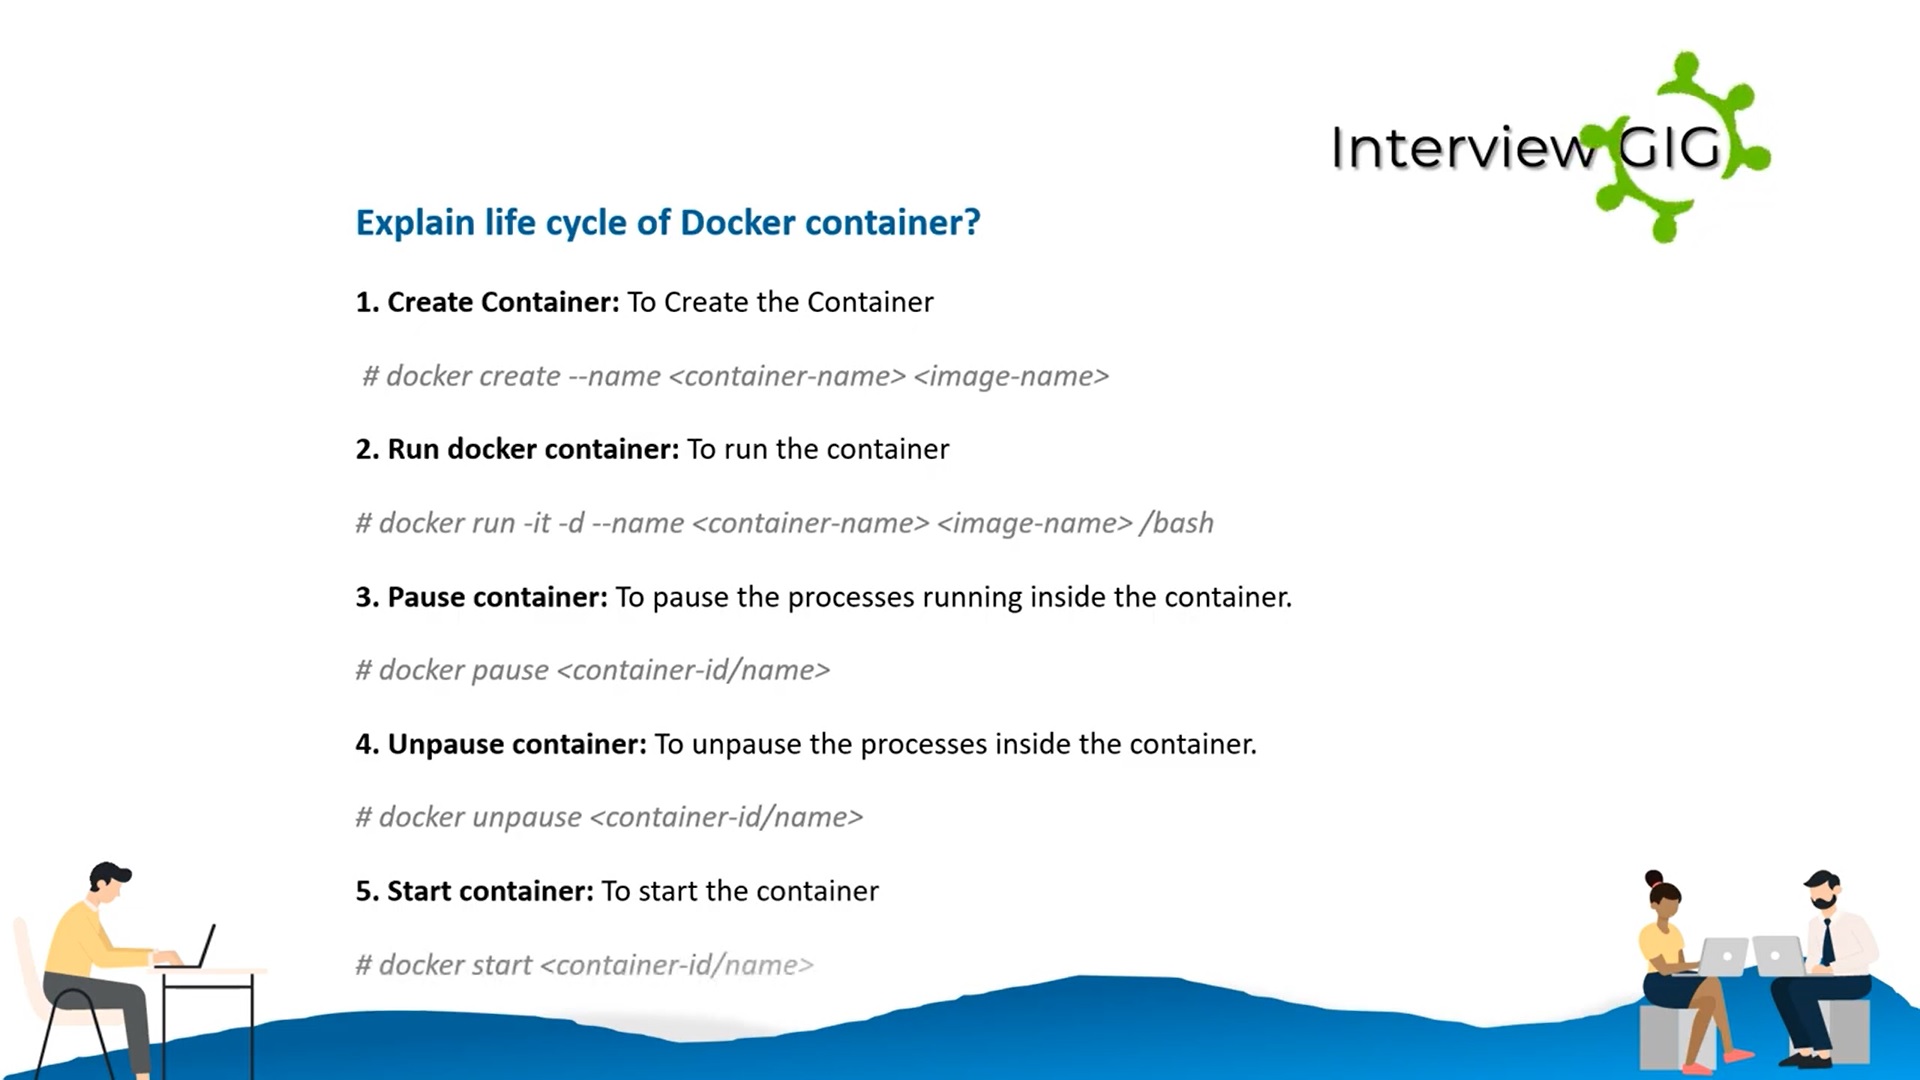 Interview GIG
Explain life cycle of Docker container?
1. Create Container: To Create the Container
# docker create --name <container-name> <image-name>
2. Run docker container: To run the container
# docker run -it -d --name <container-name> <image-name> /bash
3. Pause container: To pause the processes running inside the container.
# docker pause <container-id/name>
4. Unpause container: To unpause the processes inside the container.
# docker unpause <container-id/name>
5. Start container: To start the container
# docker start <container-id/name>